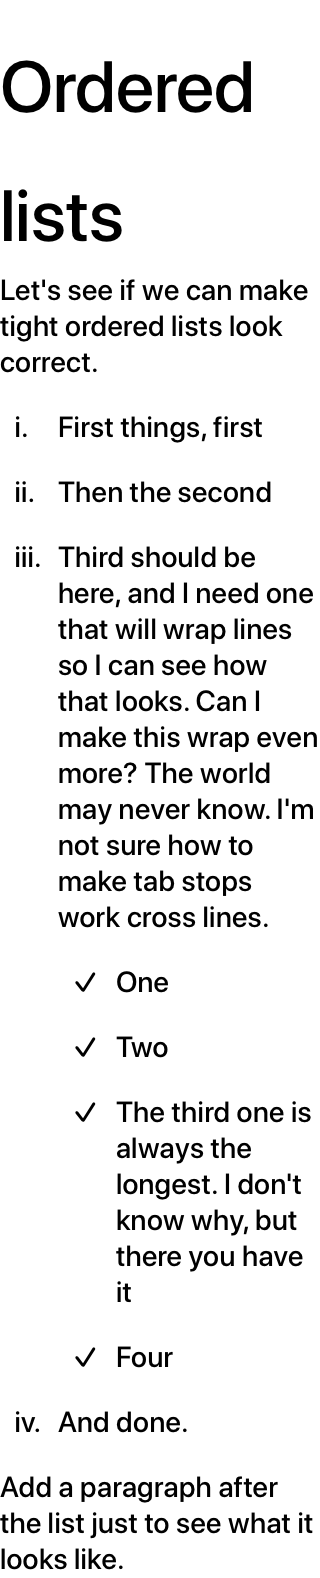 Ordered
lists
Let's see if we can make
tight ordered lists look
correct.
i. First things, first
ii. Then the second
iii. Third should be
here, and I need one
that will wrap lines
so I can see how
that looks. Can I
make this wrap even
more? The world
may never know. I'm
not sure how to
make tab stops
work cross lines.
✓ One
✓ Two
✓ The third one is
always the
longest. I don't
know why, but
there you have
it
✓ Four
iv. And done.
Add a paragraph after
the list just to see what it
looks like.